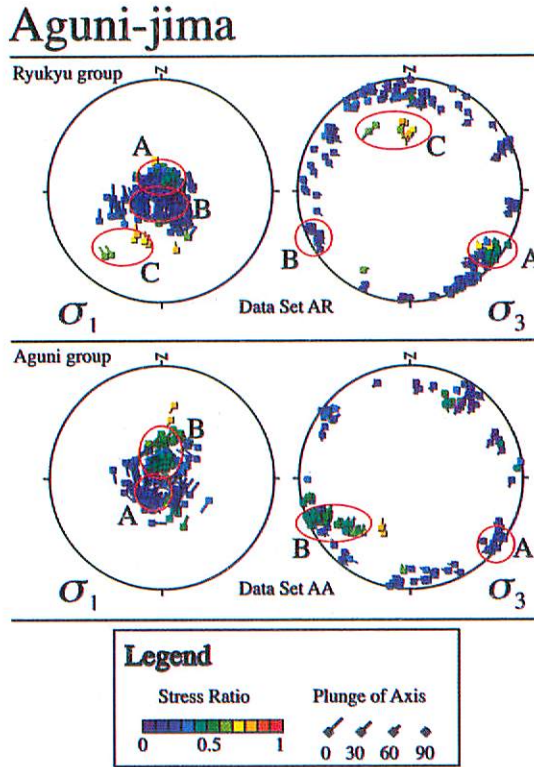 Aguni-jima
Ryukyu group
N
N
A
B
C
C
B
A
σ1
Data Set AR
σ3
Aguni group
N
N
B
A
B
A
σ1
Data Set AA
σ3
Legend
Stress Ratio
Plunge of Axis
0 0.5 1
0 30 60 90